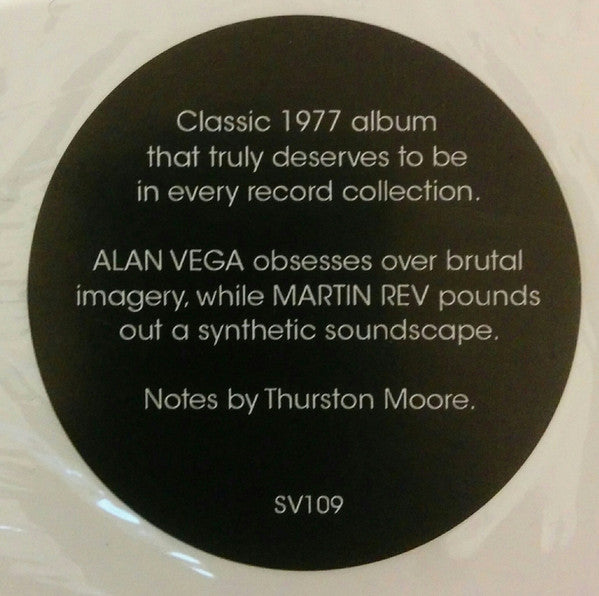 Classic 1977 album
that truly deserves to be
in every record collection.
ALAN VEGA obsesses over brutal
imagery, while MARTIN REV pounds
out a synthetic soundscape.
Notes by Thurston Moore.
SV109